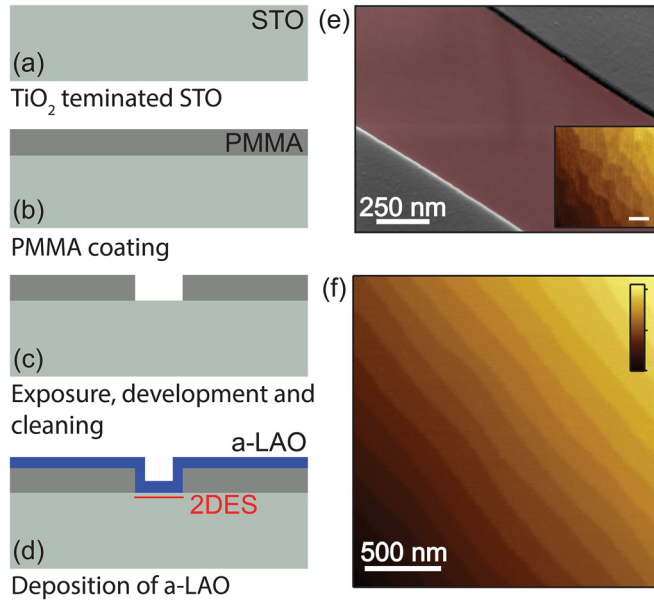 STO
(a)
TiO2 teminated STO
PMMA
(b)
PMMA coating
(c)
Exposure, development and
cleaning
a-LAO
2DES
(d)
Deposition of a-LAO
(e)
250 nm
(f)
500 nm